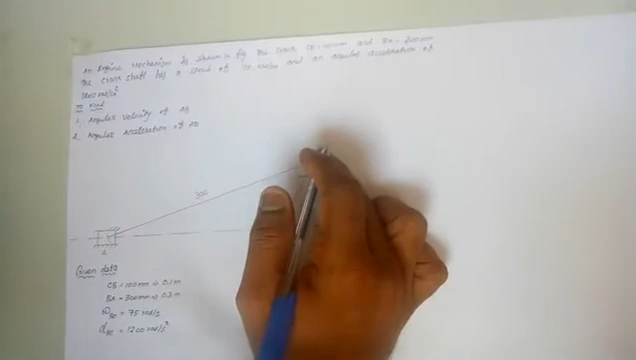 An Engine Mechanism is shown in fig The crank CB = 100mm and BA = 300mm
The crank shaft has a speed of 75 rad/s and an angular acceleration of
1200 rad/s²
To find
1. Angular velocity of AB
2. Angular Acceleration of AB
300
A
Given data
CB = 100mm ⇒ 0.1m
BA = 300mm ⇒ 0.3m
ω_BC = 75 rad/s
α_BC = 1200 rad/s²